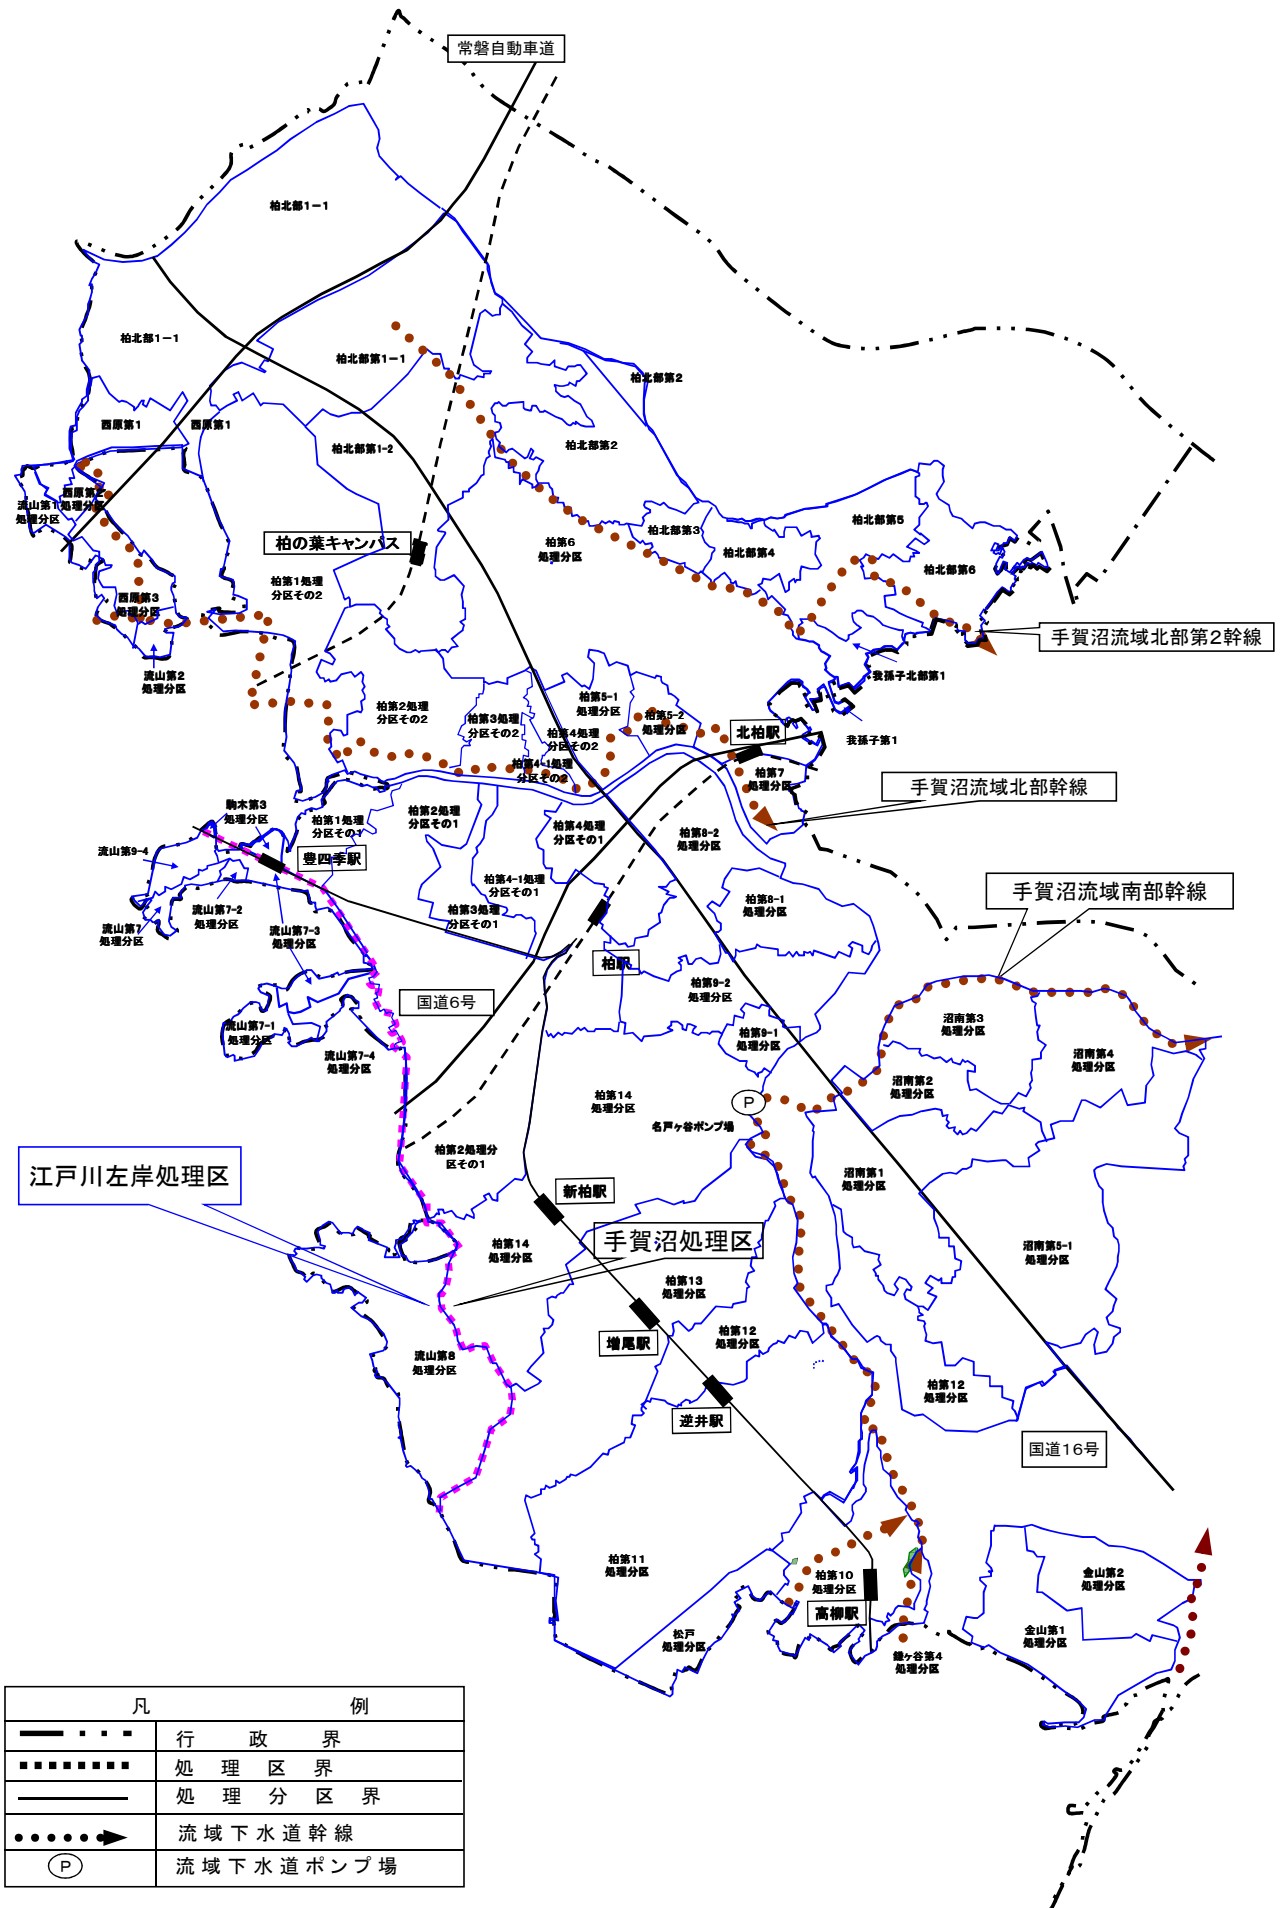 常磐自動車道
柏北部1－1
柏北部1－1
柏北部第1－1
柏北部第2
西原第1
西原第1
柏北部第1-2
柏北部第2
流山第1
処理分区
西原第2
処理分区
柏の葉キャンパス
柏第6
処理分区
柏北部第3
柏北部第4
柏北部第5
柏北部第6
柏第1処理
分区その2
西原第3
処理分区
手賀沼流域北部第2幹線
流山第2
処理分区
我孫子北部第1
柏第2処理
分区その2
柏第3処理
分区その2
柏第4処理
分区その2
柏第5-1
処理分区
柏第5-2
処理分区
北柏駅
我孫子第1
柏第4-1処理
分区その2
柏第7
処理分区
手賀沼流域北部幹線
駒木第3
処理分区
柏第1処理
分区その1
柏第2処理
分区その1
柏第4処理
分区その1
柏第8-2
処理分区
流山第9-4
豊四季駅
柏第4-1処理
分区その1
手賀沼流域南部幹線
流山第7
処理分区
流山第7-2
処理分区
流山第7-3
処理分区
柏第3処理
分区その1
柏第8-1
処理分区
柏駅
国道6号
柏第9-2
処理分区
流山第7-1
処理分区
流山第7-4
処理分区
柏第9-1
処理分区
沼南第3
処理分区
沼南第4
処理分区
沼南第2
処理分区
柏第14
処理分区
P
名戸ヶ谷ポンプ場
柏第2処理分
区その1
江戸川左岸処理区
沼南第1
処理分区
新柏駅
手賀沼処理区
柏第14
処理分区
沼南第5-1
処理分区
柏第13
処理分区
増尾駅
柏第12
処理分区
流山第8
処理分区
柏第12
処理分区
逆井駅
国道16号
柏第11
処理分区
柏第10
処理分区
高柳駅
金山第2
処理分区
松戸
処理分区
鎌ヶ谷第4
処理分区
金山第1
処理分区
凡 例
行 政 界
処 理 区 界
処 理 分 区 界
流域下水道幹線
P 流域下水道ポンプ場